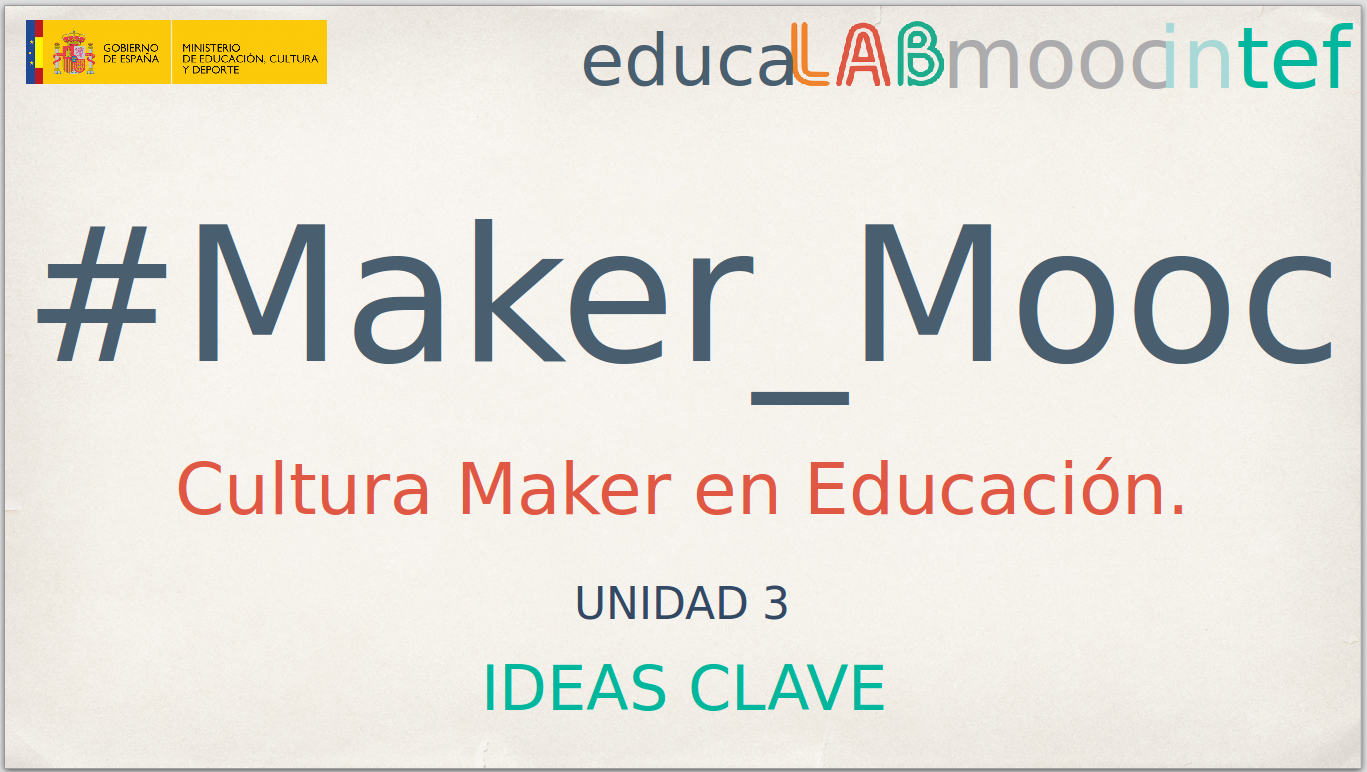 GOBIERNO
DE ESPAÑA
MINISTERIO
DE EDUCACIÓN, CULTURA
Y DEPORTE
educaLABmoocintef
#Maker_Mooc
Cultura Maker en Educación.
UNIDAD 3
IDEAS CLAVE